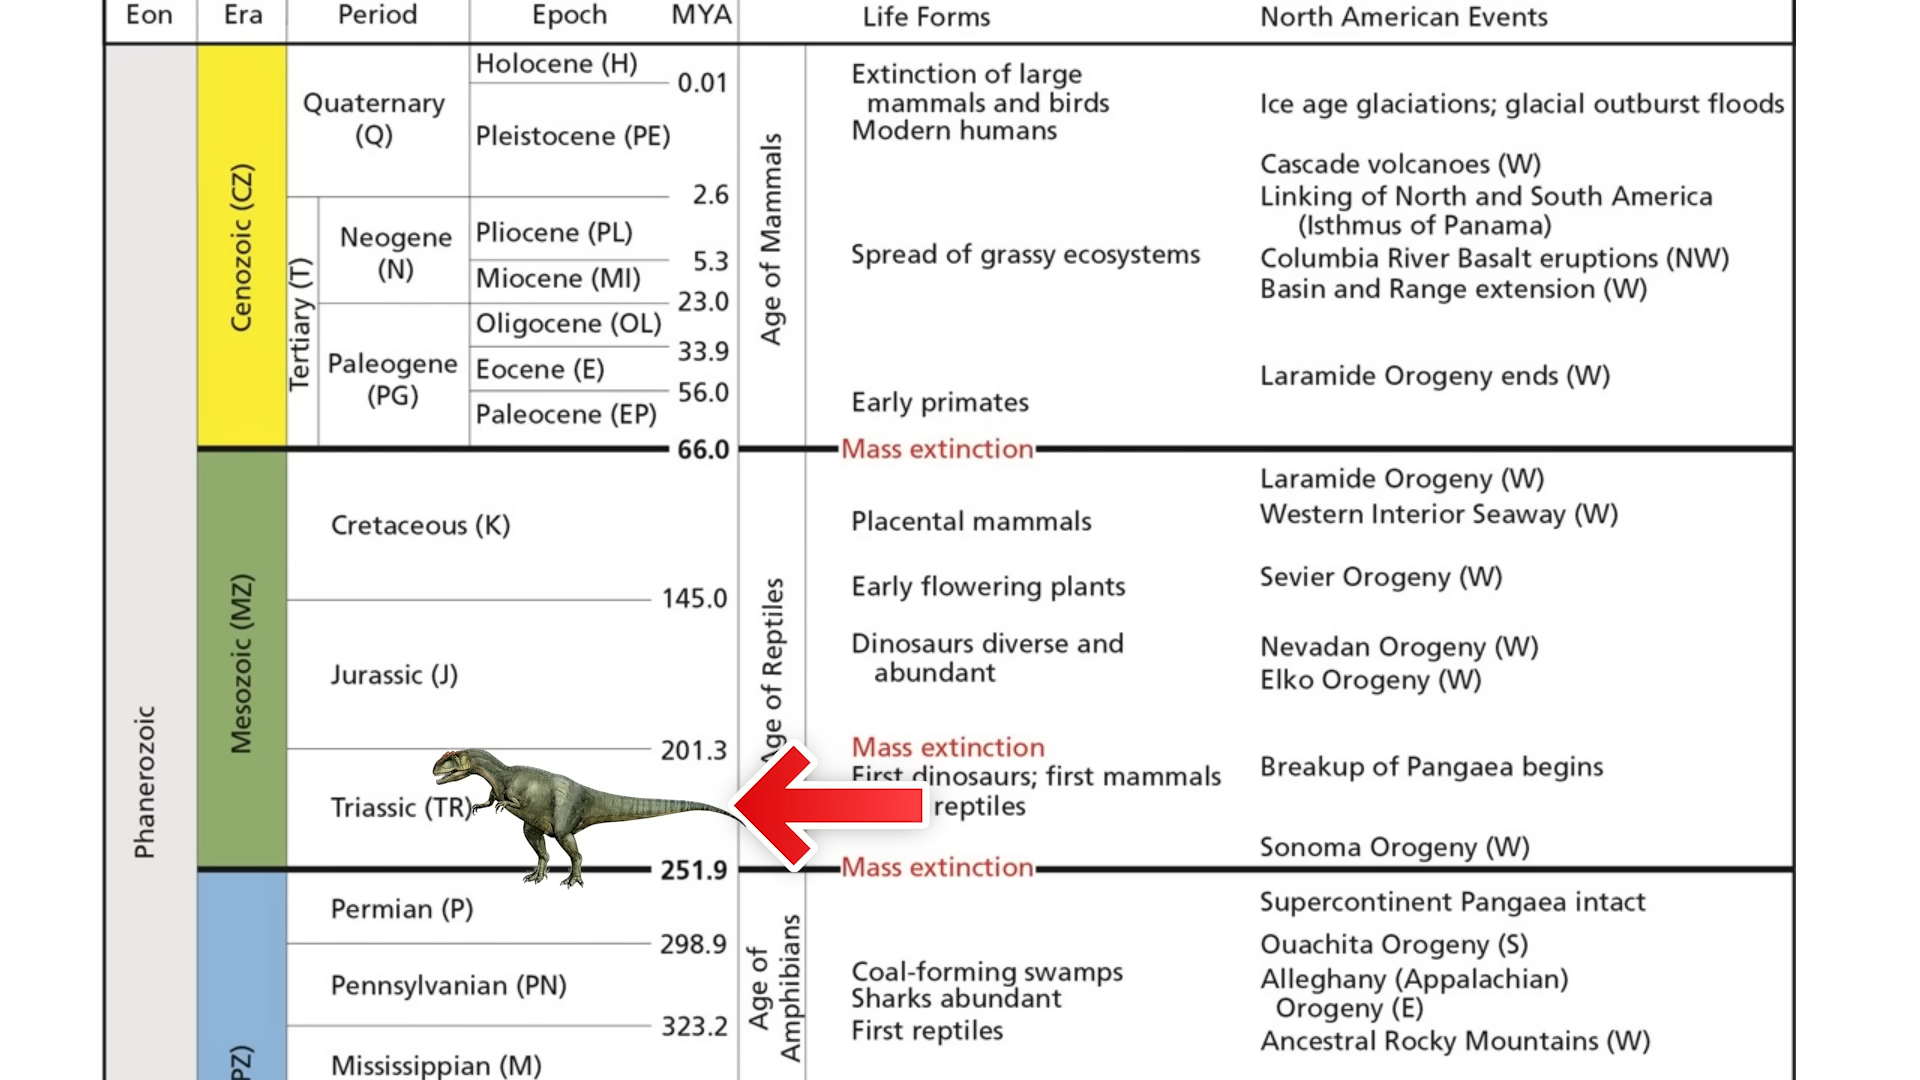 Eon Era Period Epoch MYA Life Forms North American Events
Phanerozoic
Cenozoic (CZ)
Mesozoic (MZ)
PZ)
Quaternary
(Q)
Tertiary (T)
Neogene
(N)
Paleogene
(PG)
Holocene (H)
Pleistocene (PE)
Pliocene (PL)
Miocene (MI)
Oligocene (OL)
Eocene (E)
Paleocene (EP)
Cretaceous (K)
Jurassic (J)
Triassic (TR)
Permian (P)
Pennsylvanian (PN)
Mississippian (M)
0.01
2.6
5.3
23.0
33.9
56.0
66.0
145.0
201.3
251.9
298.9
323.2
Age of Mammals
of Reptiles
Age of
Amphibians
Extinction of large
mammals and birds
Modern humans
Spread of grassy ecosystems
Early primates
Mass extinction
Placental mammals
Early flowering plants
Dinosaurs diverse and
abundant
Mass extinction
First dinosaurs; first mammals
reptiles
Mass extinction
Coal-forming swamps
Sharks abundant
First reptiles
Ice age glaciations; glacial outburst floods
Cascade volcanoes (W)
Linking of North and South America
(Isthmus of Panama)
Columbia River Basalt eruptions (NW)
Basin and Range extension (W)
Laramide Orogeny ends (W)
Laramide Orogeny (W)
Western Interior Seaway (W)
Sevier Orogeny (W)
Nevadan Orogeny (W)
Elko Orogeny (W)
Breakup of Pangaea begins
Sonoma Orogeny (W)
Supercontinent Pangaea intact
Ouachita Orogeny (S)
Alleghany (Appalachian)
Orogeny (E)
Ancestral Rocky Mountains (W)